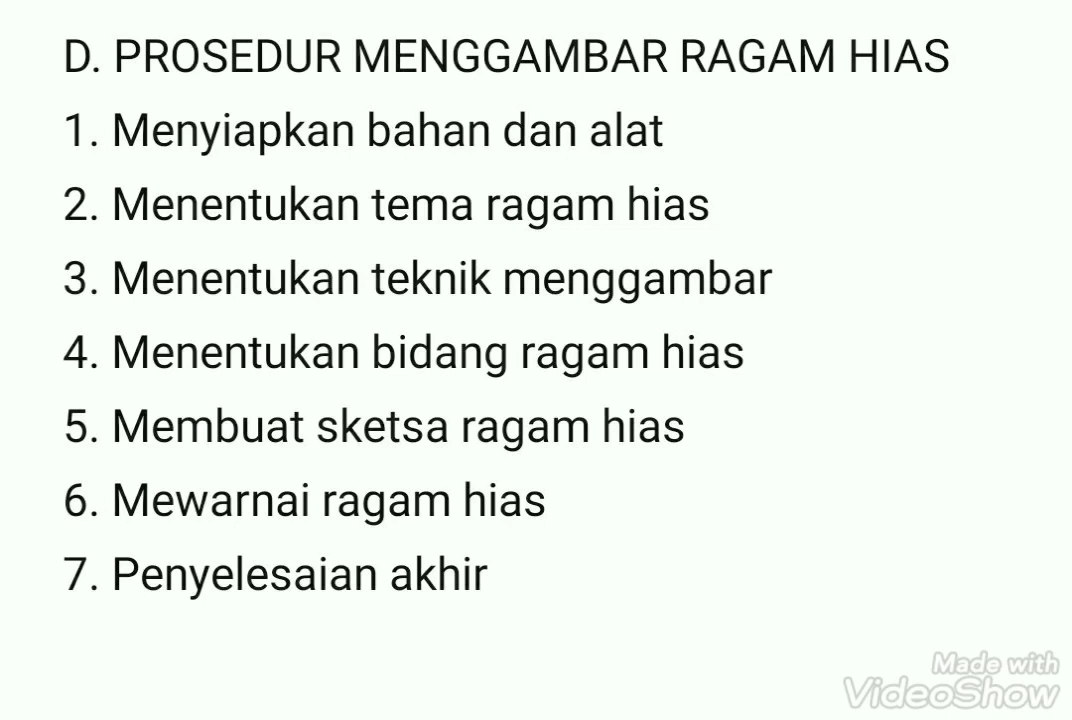 D. PROSEDUR MENGGAMBAR RAGAM HIAS
1. Menyiapkan bahan dan alat
2. Menentukan tema ragam hias
3. Menentukan teknik menggambar
4. Menentukan bidang ragam hias
5. Membuat sketsa ragam hias
6. Mewarnai ragam hias
7. Penyelesaian akhir
Made with
VideoShow